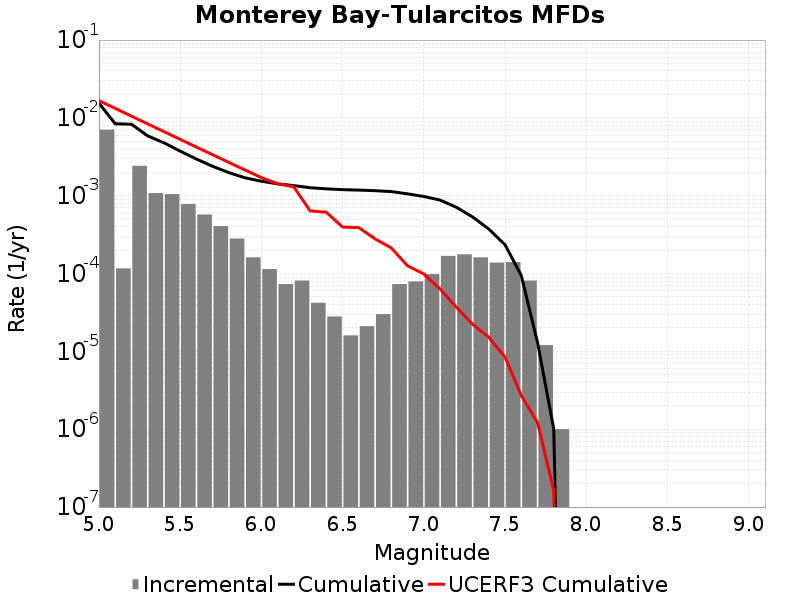 Monterey Bay-Tularcitos MFDs
10^-1
10^-2
10^-3
10^-4
10^-5
10^-6
10^-7
Rate (1/yr)
5.0 5.5 6.0 6.5 7.0 7.5 8.0 8.5 9.0
Magnitude
Incremental Cumulative UCERF3 Cumulative